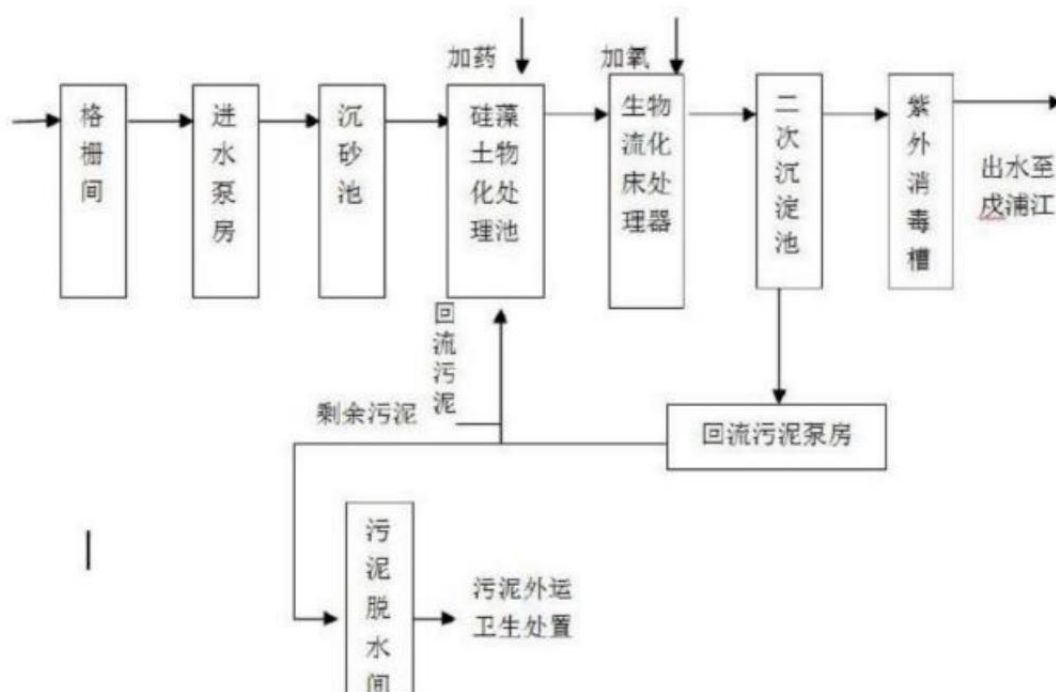 加药
加氧
格栅间
进水泵房
沉砂池
硅藻
土物
化处
理池
生物
流化
床处
理器
二次沉淀池
紫外消毒槽
出水至
戍浦江
回流污泥
剩余污泥
回流污泥泵房
污泥脱水间
污泥外运
卫生处置